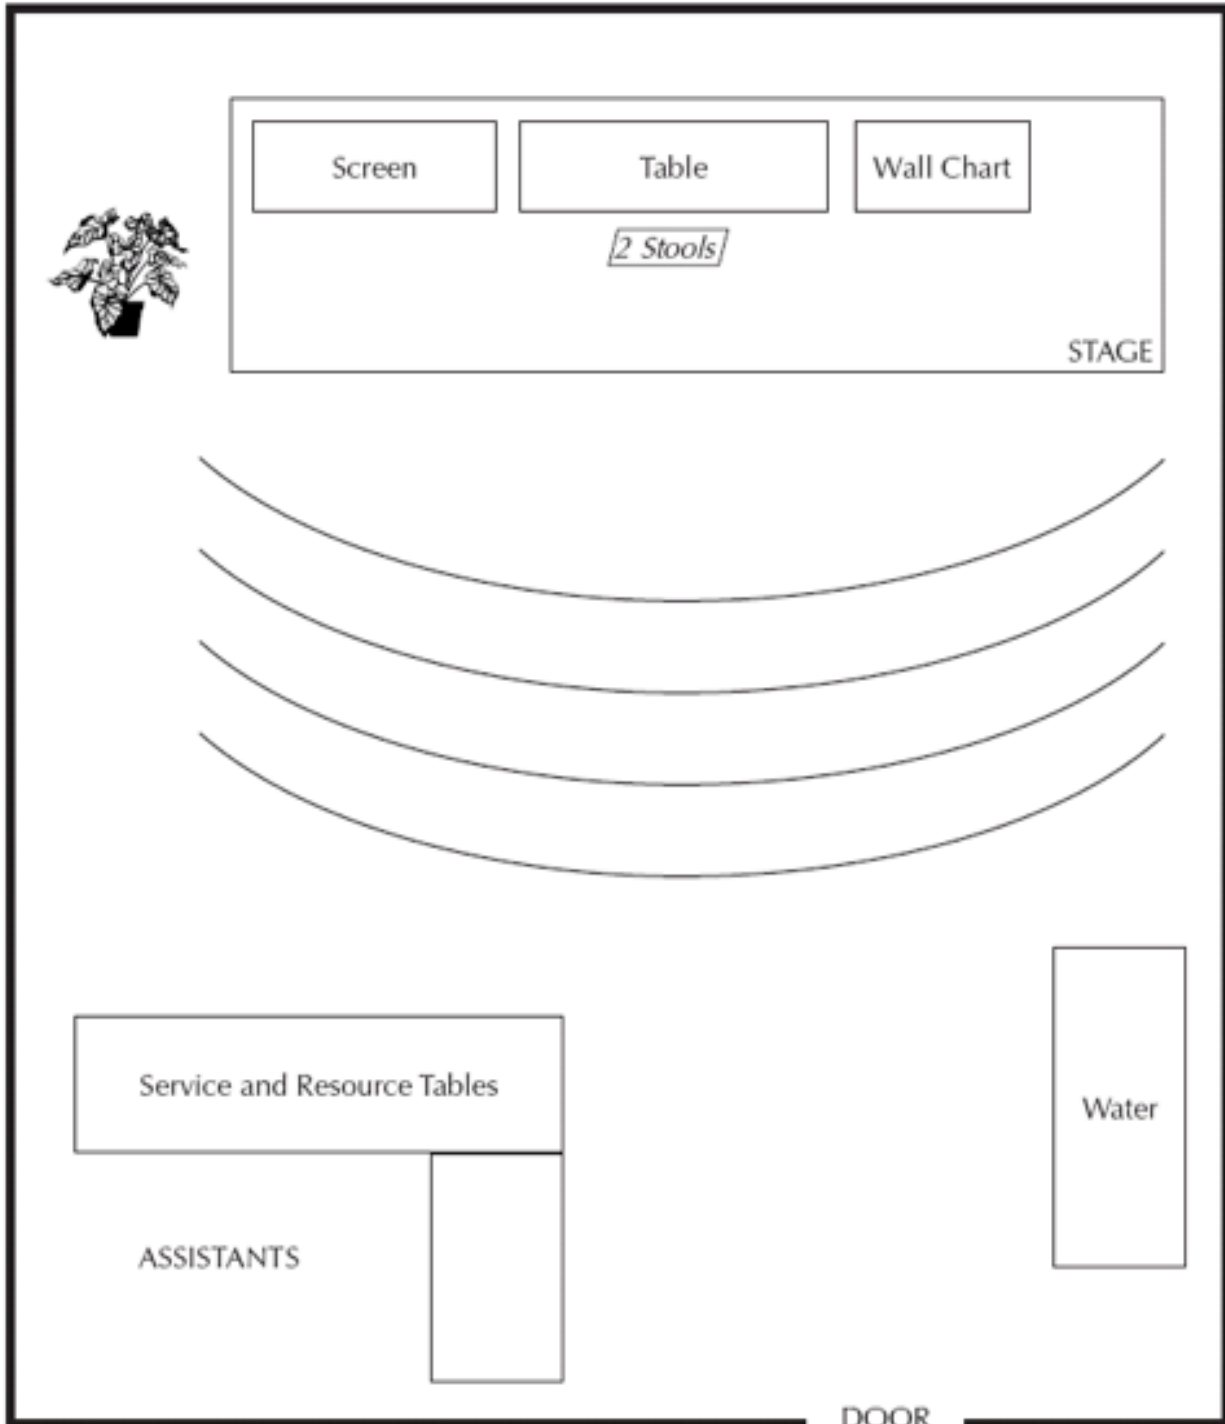 Screen
Table
Wall Chart
2 Stools
STAGE
Service and Resource Tables
Water
ASSISTANTS
DOOR